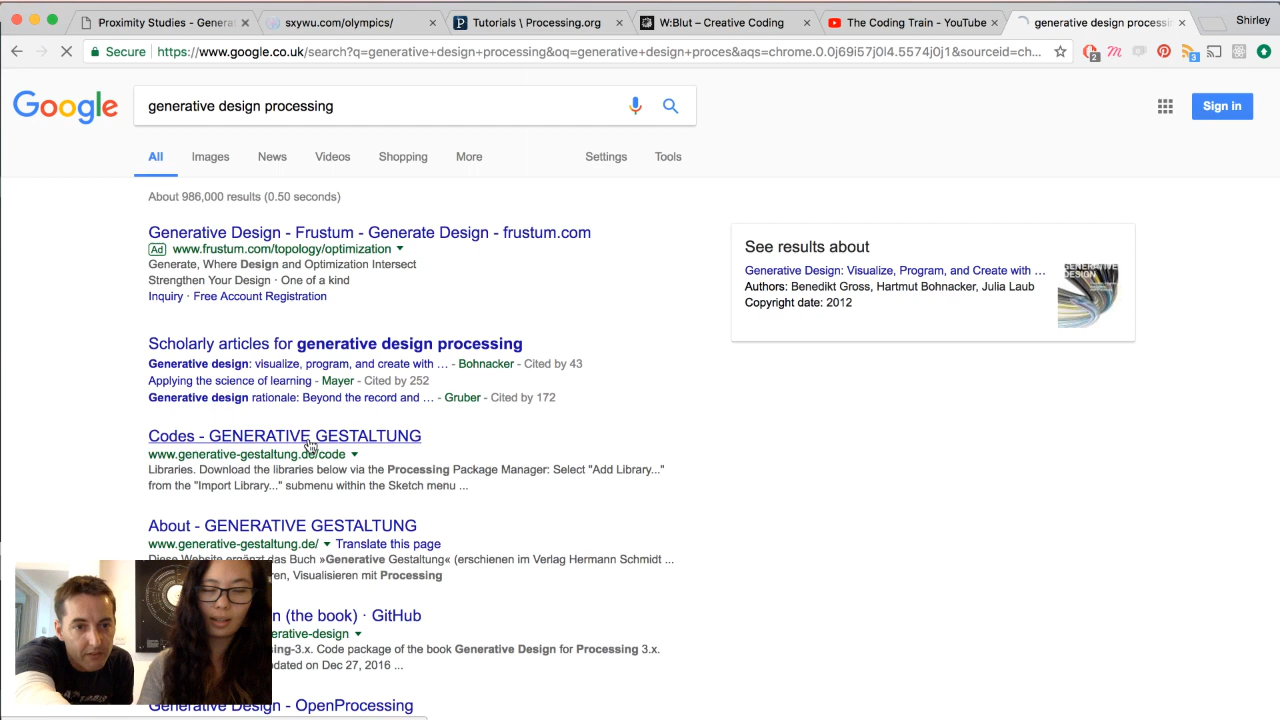 Proximity Studies - Genera
sxywu.com/olympics/
Tutorials \ Processing.org
W:Blut – Creative Coding
The Coding Train - YouTube
generative design processi
Shirley
Secure
https://www.google.co.uk/search?q=generative+design+processing&oq=generative+design+proces&aqs=chrome.0.0j69i57j0l4.5574j0j1&sourceid=ch...
2
3
Google
generative design processing
Sign in
All
Images
News
Videos
Shopping
More
Settings
Tools
About 986,000 results (0.50 seconds)
Generative Design - Frustum - Generate Design - frustum.com
Ad www.frustum.com/topology/optimization
Generate, Where Design and Optimization Intersect
Strengthen Your Design · One of a kind
Inquiry · Free Account Registration
Scholarly articles for generative design processing
Generative design: visualize, program, and create with ... - Bohnacker - Cited by 43
Applying the science of learning - Mayer - Cited by 252
Generative design rationale: Beyond the record and ... - Gruber - Cited by 172
Codes - GENERATIVE GESTALTUNG
www.generative-gestaltung.de/code
Libraries. Download the libraries below via the Processing Package Manager: Select "Add Library..."
from the "Import Library..." submenu within the Sketch menu ...
About - GENERATIVE GESTALTUNG
www.generative-gestaltung.de/ Translate this page
Diese Website ergänzt das Buch »Generative Gestaltung« (erschienen im Verlag Hermann Schmidt ...
ren, Visualisieren mit Processing
n (the book) · GitHub
erative-design
sing-3.x. Code package of the book Generative Design for Processing 3.x.
dated on Dec 27, 2016 ...
Generative Design - OpenProcessing
See results about
Generative Design: Visualize, Program, and Create with ...
Authors: Benedikt Gross, Hartmut Bohnacker, Julia Laub
Copyright date: 2012
GENERATIVE
DESIGN